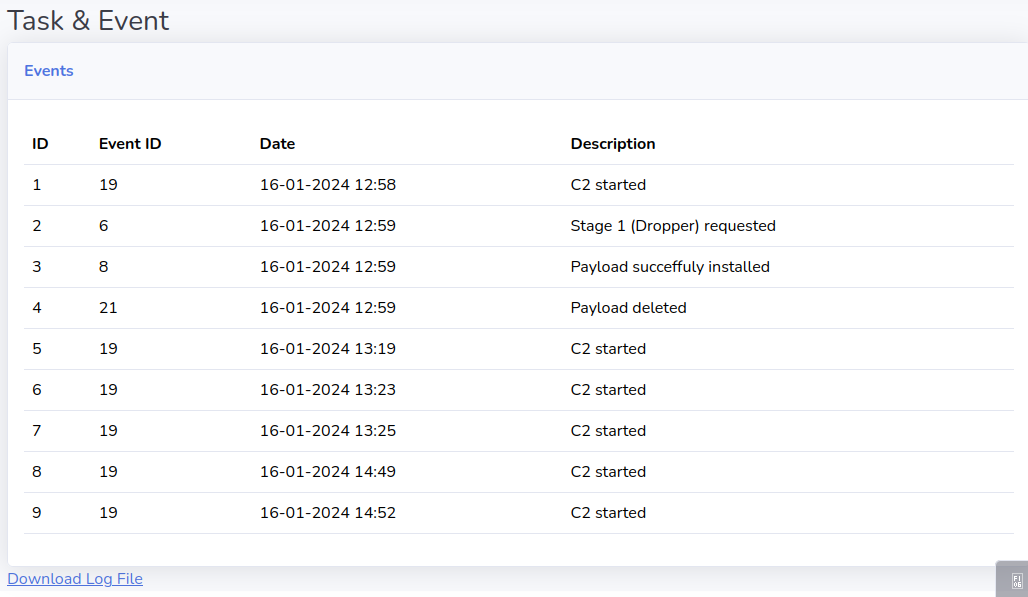 Task & Event
Events
ID Event ID Date Description
1 19 16-01-2024 12:58 C2 started
2 6 16-01-2024 12:59 Stage 1 (Dropper) requested
3 8 16-01-2024 12:59 Payload succeffuly installed
4 21 16-01-2024 12:59 Payload deleted
5 19 16-01-2024 13:19 C2 started
6 19 16-01-2024 13:23 C2 started
7 19 16-01-2024 13:25 C2 started
8 19 16-01-2024 14:49 C2 started
9 19 16-01-2024 14:52 C2 started
Download Log File